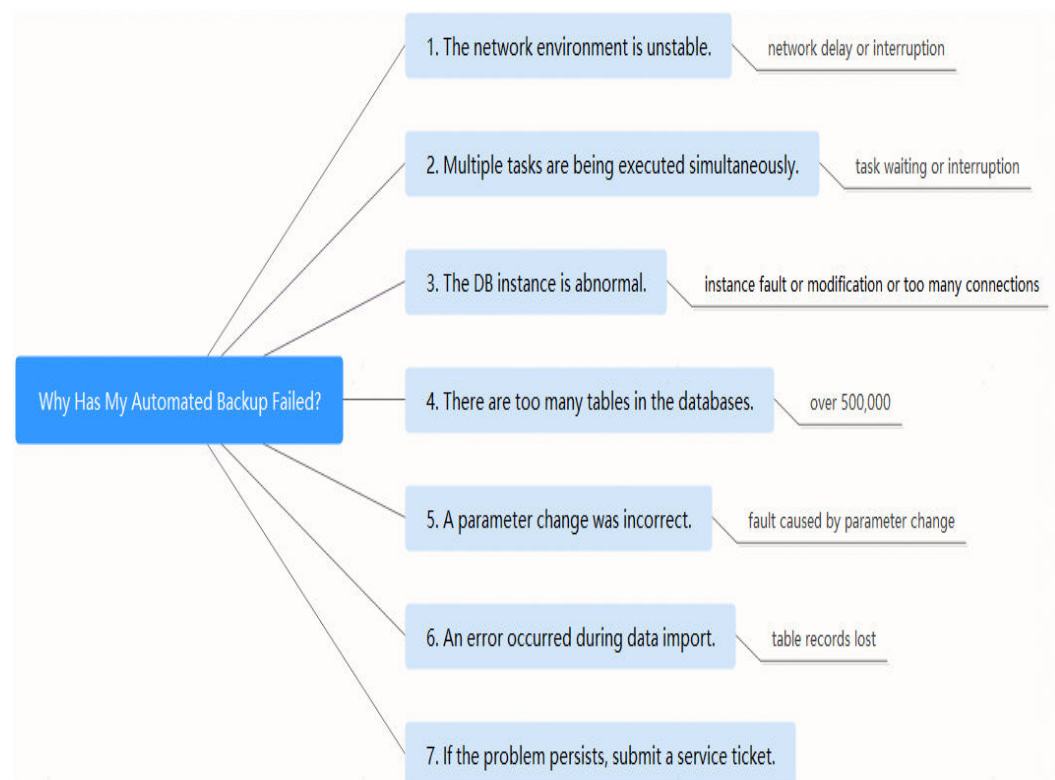 Why Has My Automated Backup Failed?
1. The network environment is unstable.
network delay or interruption
2. Multiple tasks are being executed simultaneously.
task waiting or interruption
3. The DB instance is abnormal.
instance fault or modification or too many connections
4. There are too many tables in the databases.
over 500,000
5. A parameter change was incorrect.
fault caused by parameter change
6. An error occurred during data import.
table records lost
7. If the problem persists, submit a service ticket.